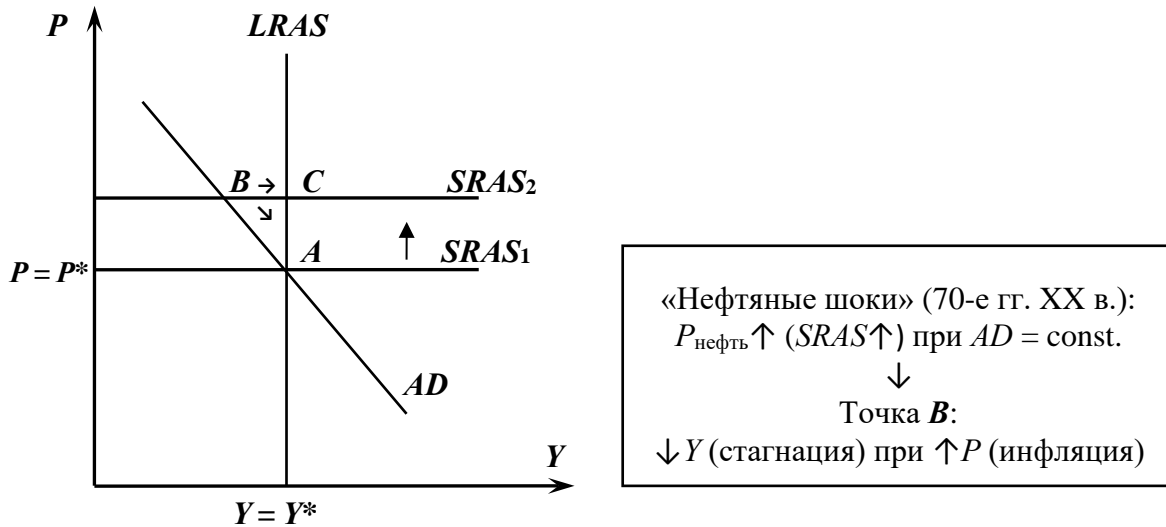 P
LRAS
B → C
SRAS₂
↘
A
SRAS₁
P = P*
AD
Y
Y = Y*
«Нефтяные шоки» (70-е гг. XX в.):
Pнефть↑ (SRAS↑) при AD = const.
↓
Точка B:
↓Y (стагнация) при ↑P (инфляция)